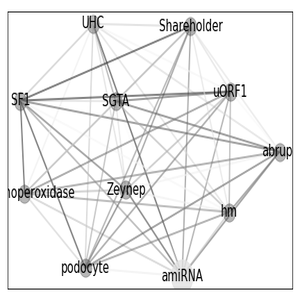 UHC
Shareholder
SF1
SGTA
uORF1
abrup
noperoxidase
Zeynep
hm
podocyte
amiRNA